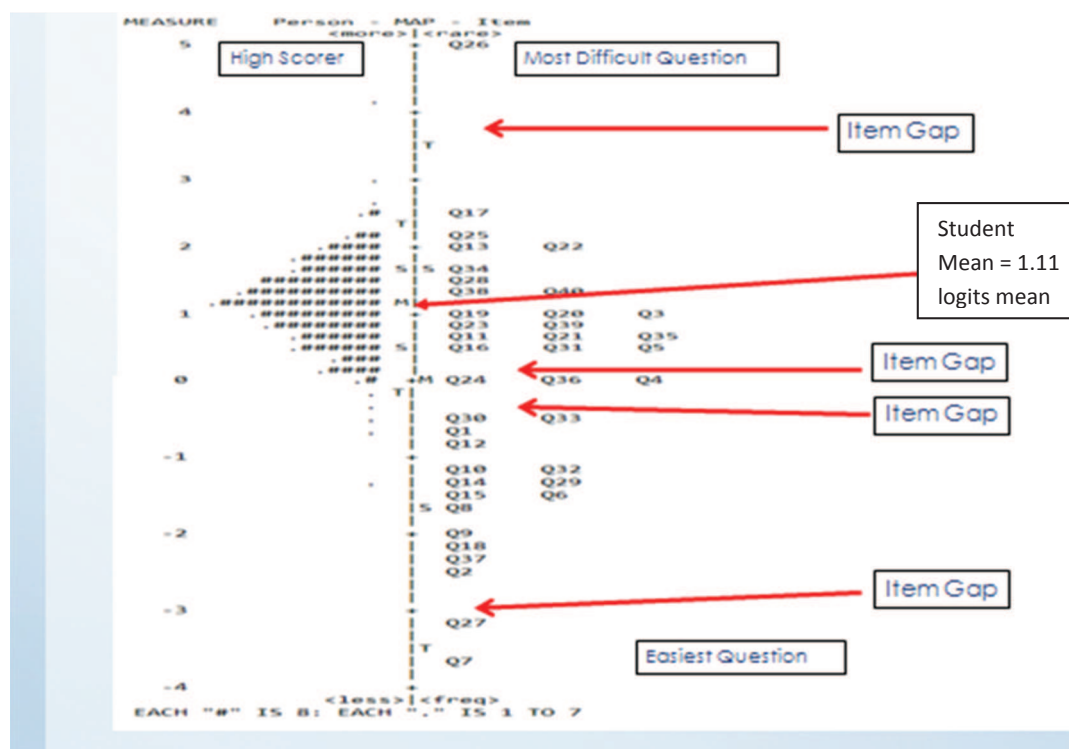 MEASURE Person - MAP - Item
<more>|<rare>
5 Q26
High Scorer
Most Difficult Question
4
Item Gap
T
3
.# Q17
T
.## Q25
2 .#### Q13 Q22
.######
.###### S S Q34
########## Q28
.########### Q38 Q40
.############## M
Student
Mean = 1.11
logits mean
1 .########## Q19 Q20 Q3
.######### Q23 Q39
.####### Q11 Q21 Q35
.####### S Q16 Q31 Q5
.###
.####
Item Gap
0 .# M Q24 Q36 Q4
. T
Item Gap
. Q30 Q33
. Q1
Q12
-1
Q10 Q32
. Q14 Q29
Q15 Q6
S Q8
-2 Q9
Q18
Q37
Q2
Item Gap
-3
Q27
T
Easiest Question
Q7
-4
<less>|<freq>
EACH "#" IS 8: EACH "." IS 1 TO 7